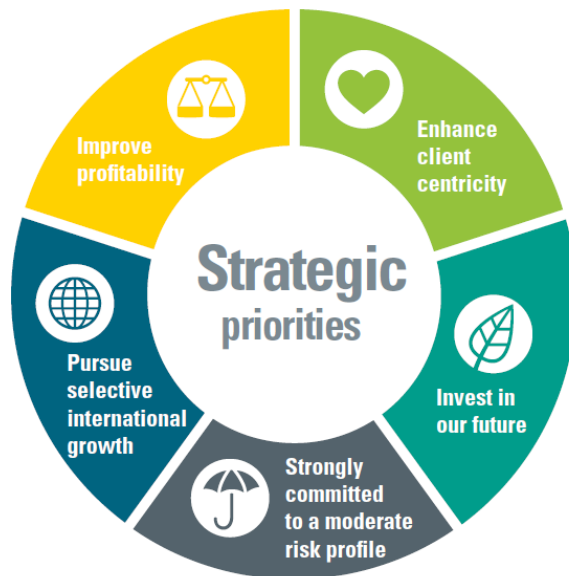 Strategic
priorities
Enhance
client
centricity
Invest in
our future
Strongly
committed
to a moderate
risk profile
Pursue
selective
international
growth
Improve
profitability